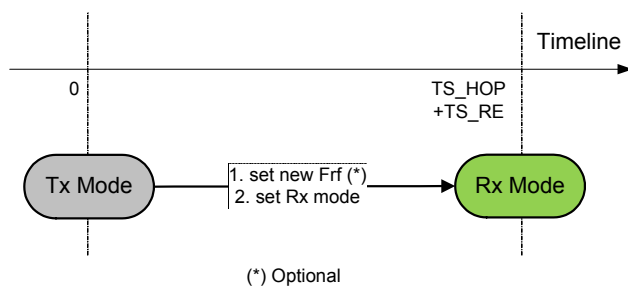 Timeline
0
TS_HOP
+TS_RE
Tx Mode
1. set new Frf (*)
2. set Rx mode
Rx Mode
(*) Optional